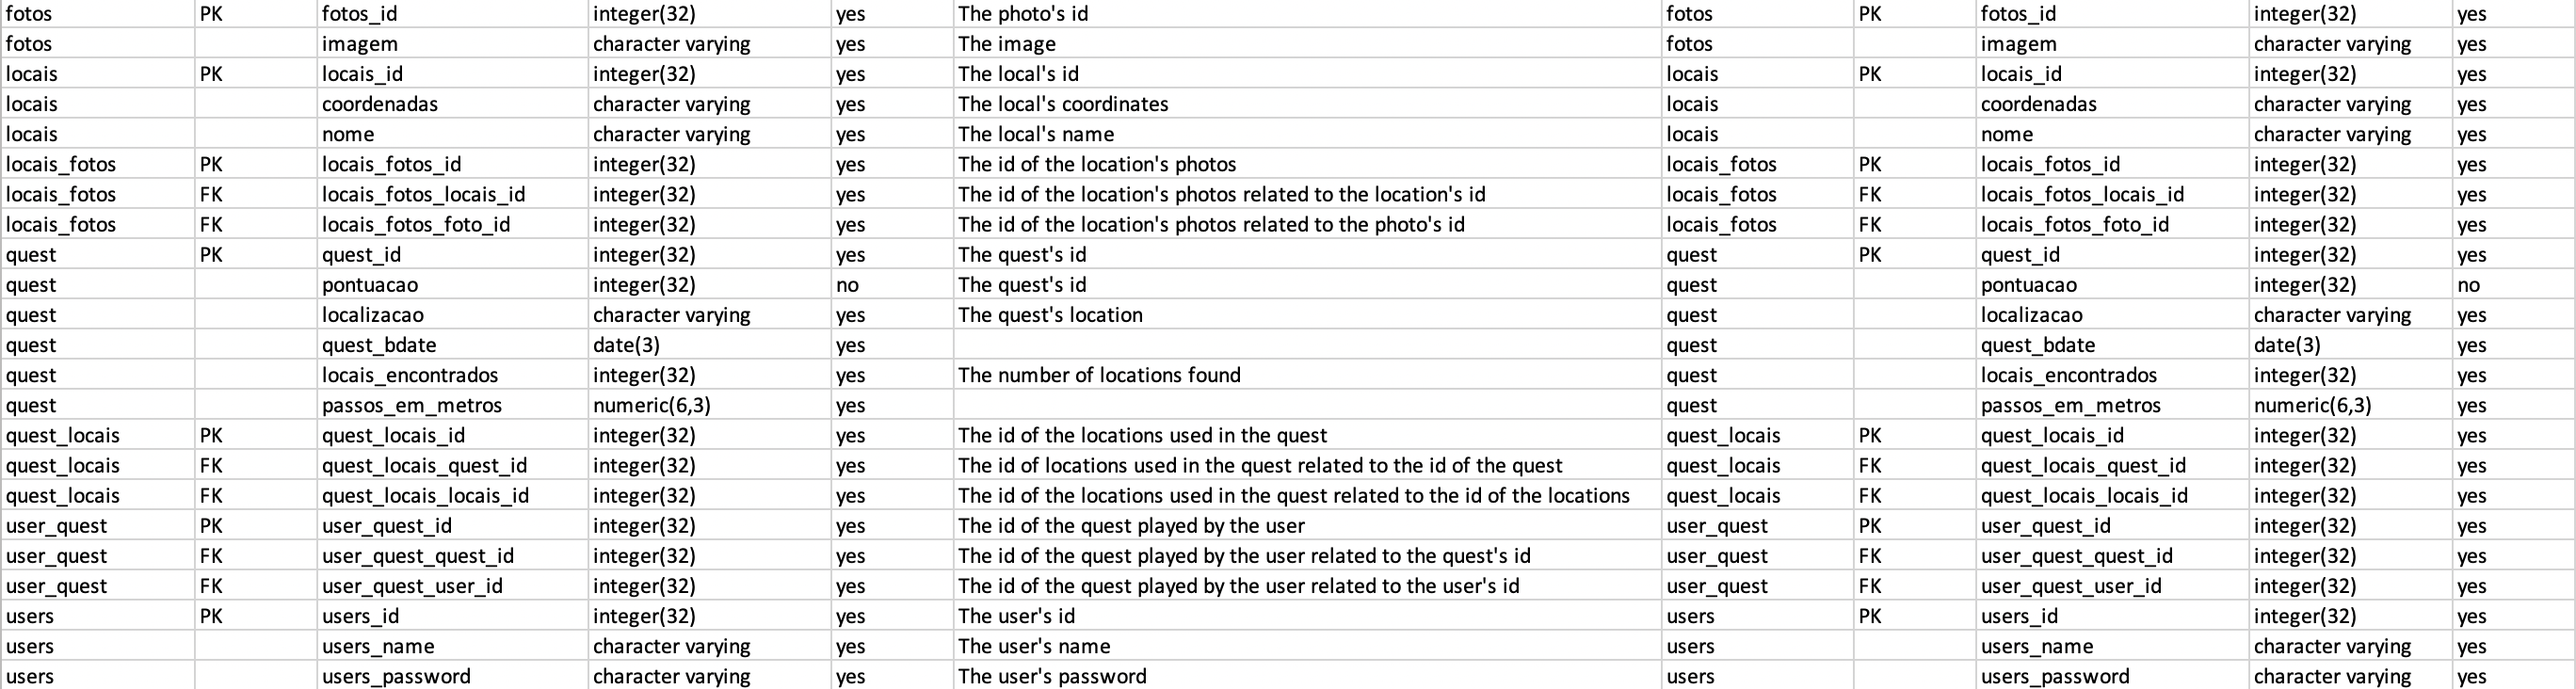 fotos PK fotos_id integer(32) yes The photo's id fotos PK fotos_id integer(32) yes
fotos imagem character varying yes The image fotos imagem character varying yes
locais PK locais_id integer(32) yes The local's id locais PK locais_id integer(32) yes
locais coordenadas character varying yes The local's coordinates locais coordenadas character varying yes
locais nome character varying yes The local's name locais nome character varying yes
locais_fotos PK locais_fotos_id integer(32) yes The id of the location's photos locais_fotos PK locais_fotos_id integer(32) yes
locais_fotos FK locais_fotos_locais_id integer(32) yes The id of the location's photos related to the location's id locais_fotos FK locais_fotos_locais_id integer(32) yes
locais_fotos FK locais_fotos_foto_id integer(32) yes The id of the location's photos related to the photo's id locais_fotos FK locais_fotos_foto_id integer(32) yes
quest PK quest_id integer(32) yes The quest's id quest PK quest_id integer(32) yes
quest pontuacao integer(32) no The quest's id quest pontuacao integer(32) no
quest localizacao character varying yes The quest's location quest localizacao character varying yes
quest quest_bdate date(3) yes quest quest_bdate date(3) yes
quest locais_encontrados integer(32) yes The number of locations found quest locais_encontrados integer(32) yes
quest passos_em_metros numeric(6,3) yes quest passos_em_metros numeric(6,3) yes
quest_locais PK quest_locais_id integer(32) yes The id of the locations used in the quest quest_locais PK quest_locais_id integer(32) yes
quest_locais FK quest_locais_quest_id integer(32) yes The id of locations used in the quest related to the id of the quest quest_locais FK quest_locais_quest_id integer(32) yes
quest_locais FK quest_locais_locais_id integer(32) yes The id of the locations used in the quest related to the id of the locations quest_locais FK quest_locais_locais_id integer(32) yes
user_quest PK user_quest_id integer(32) yes The id of the quest played by the user user_quest PK user_quest_id integer(32) yes
user_quest FK user_quest_quest_id integer(32) yes The id of the quest played by the user related to the quest's id user_quest FK user_quest_quest_id integer(32) yes
user_quest FK user_quest_user_id integer(32) yes The id of the quest played by the user related to the user's id user_quest FK user_quest_user_id integer(32) yes
users PK users_id integer(32) yes The user's id users PK users_id integer(32) yes
users users_name character varying yes The user's name users users_name character varying yes
users users_password character varying yes The user's password users users_password character varying yes